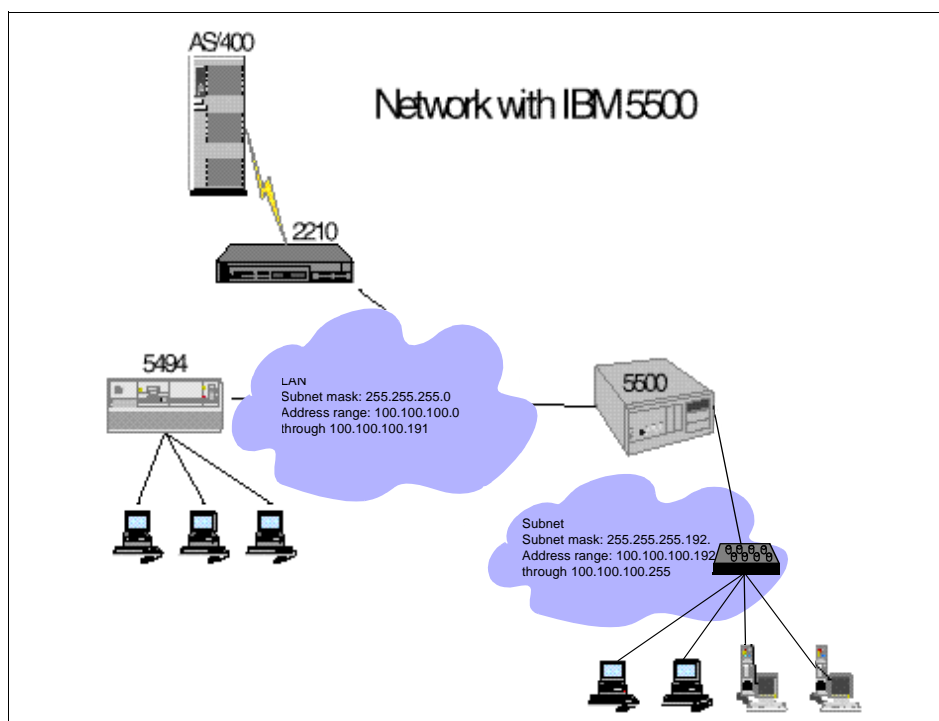 AS/400
Network with IBM 5500
2210
5494
LAN
Subnet mask: 255.255.255.0
Address range: 100.100.100.0
through 100.100.100.191
5500
Subnet
Subnet mask: 255.255.255.192.
Address range: 100.100.100.192
through 100.100.100.255